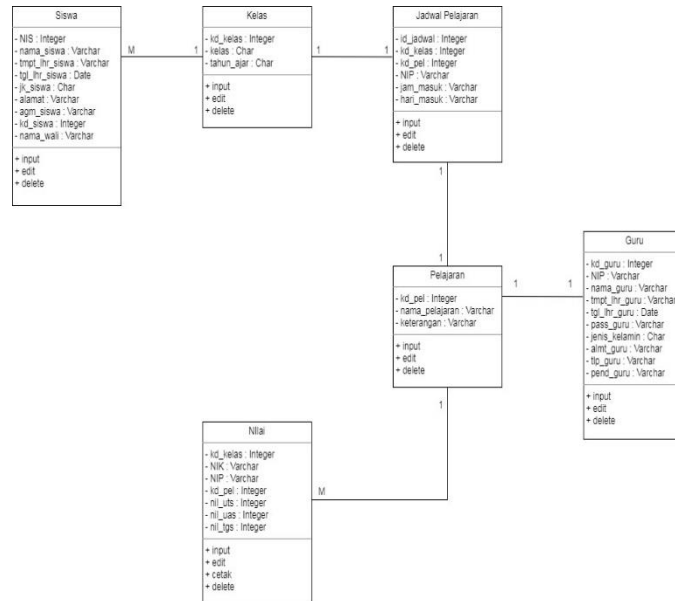 Siswa
- NIS : Integer
- nama_siswa : Varchar
- tmpt_lhr_siswa : Varchar
- tgl_lhr_siswa : Date
- jk_siswa : Char
- alamat : Varchar
- agm_siswa : Varchar
- kd_siswa : Integer
- nama_wali : Varchar
+ input
+ edit
+ delete
M
1
Kelas
- kd_kelas : Integer
- kelas : Char
- tahun_ajar : Char
+ input
+ edit
+ delete
1
1
Jadwal Pelajaran
- id_jadwal : Integer
- kd_kelas : Integer
- kd_pel : Integer
- NIP : Varchar
- jam_masuk : Varchar
- hari_masuk : Varchar
+ input
+ edit
+ delete
1
1
Pelajaran
- kd_pel : Integer
- nama_pelajaran : Varchar
- keterangan : Varchar
+ input
+ edit
+ delete
1
1
Guru
- kd_guru : Integer
- NIP : Varchar
- nama_guru : Varchar
- tmpt_lhr_guru : Varchar
- tgl_lhr_guru : Date
- pass_guru : Varchar
- jenis_kelamin : Char
- almt_guru : Varchar
- tlp_guru : Varchar
- pend_guru : Varchar
+ input
+ edit
+ delete
1
M
NIlai
- kd_kelas : Integer
- NIK : Varchar
- NIP : Varchar
- kd_pel : Integer
- nil_uts : Integer
- nil_uas : Integer
- nil_tgs : Integer
+ input
+ edit
+ cetak
+ delete